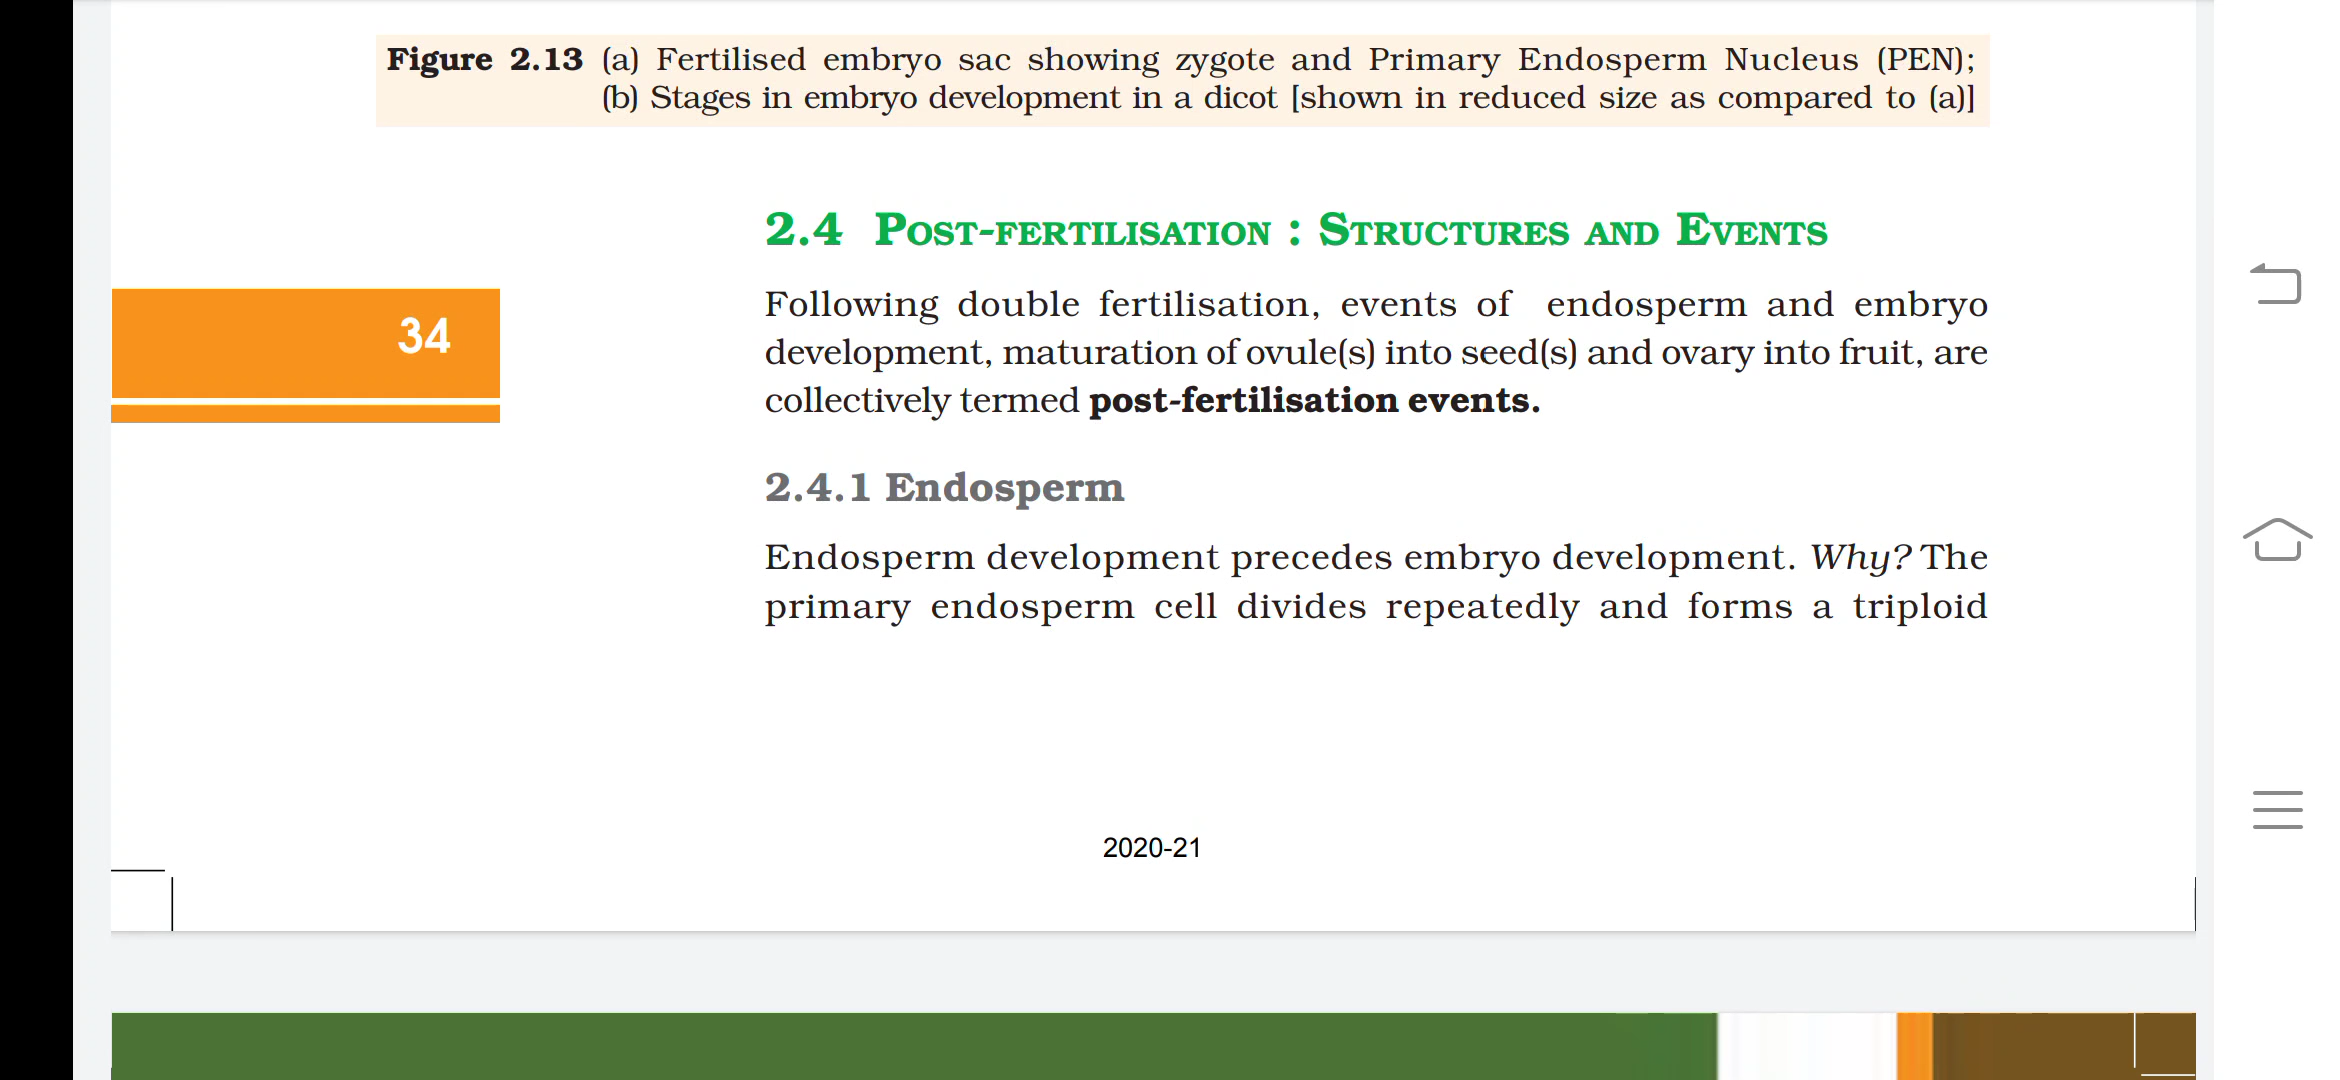 Figure 2.13 (a) Fertilised embryo sac showing zygote and Primary Endosperm Nucleus (PEN);
(b) Stages in embryo development in a dicot [shown in reduced size as compared to (a)]
2.4 Post-fertilisation : Structures and Events
Following double fertilisation, events of endosperm and embryo
development, maturation of ovule(s) into seed(s) and ovary into fruit, are
collectively termed post-fertilisation events.
34
2.4.1 Endosperm
Endosperm development precedes embryo development. Why? The
primary endosperm cell divides repeatedly and forms a triploid
2020-21